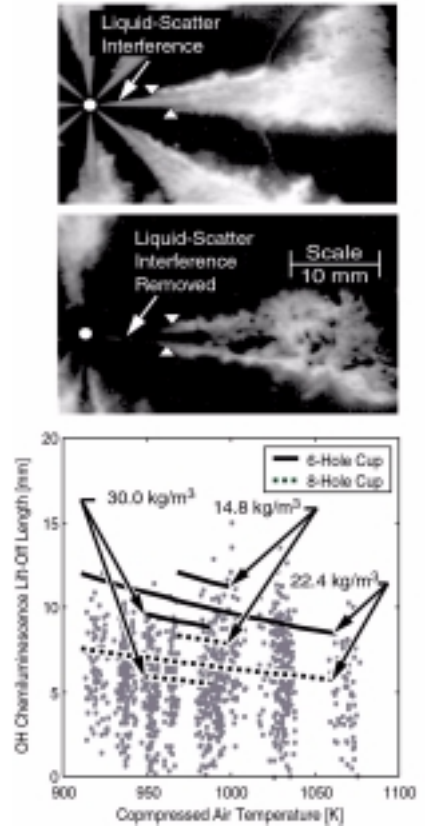 Liquid-Scatter
Interference
Liquid-Scatter
Interference
Removed
Scale
10 mm
20
15
10
5
0
OH Chemiluminescence Lift-Off Length [mm]
6-Hole Cup
8-Hole Cup
30.0 kg/m³
14.8 kg/m³
22.4 kg/m³
900
950
1000
1050
1100
Copmpressed Air Temperature [K]